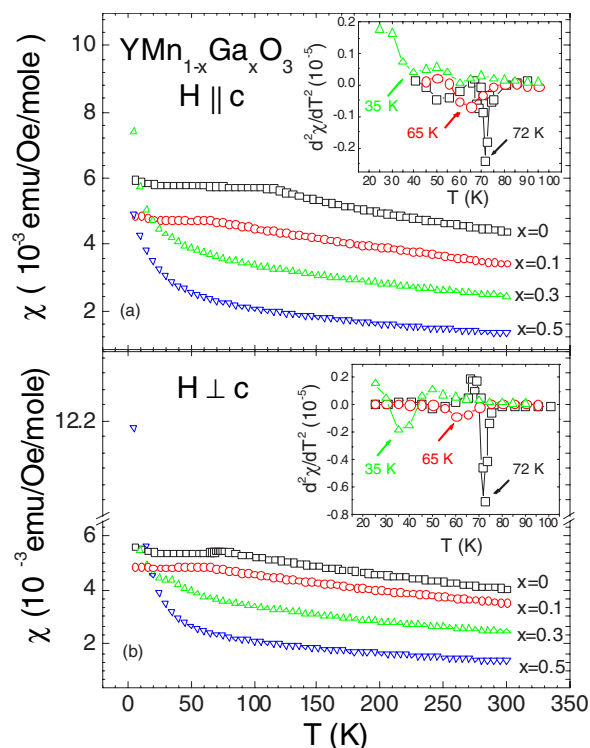 YMn1-xGaxO3
H || c
10
8
6
4
2
χ ( 10-3 emu/Oe/mole)
(a)
x=0
x=0.1
x=0.3
x=0.5
0.2
0.1
0.0
-0.1
-0.2
d2χ/dT2 (10-5)
35 K
65 K
72 K
20 30 40 50 60 70 80 90 100
T (K)
H ⊥ c
12.2
6
4
2
χ (10-3 emu/Oe/mole)
(b)
x=0
x=0.1
x=0.3
x=0.5
0.2
0.0
-0.2
-0.4
-0.6
-0.8
d2χ/dT2 (10-5)
35 K
65 K
72 K
20 30 40 50 60 70 80 90 100
T (K)
0 50 100 150 200 250 300 350
T (K)